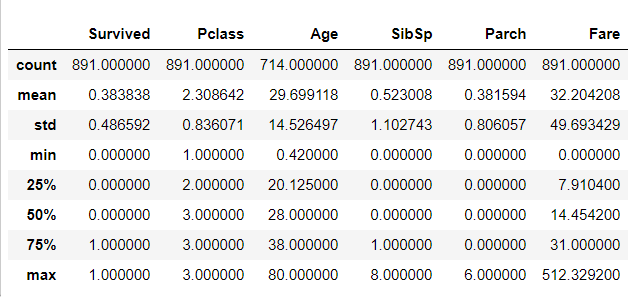 Survived Pclass Age SibSp Parch Fare
count 891.000000 891.000000 714.000000 891.000000 891.000000 891.000000
mean 0.383838 2.308642 29.699118 0.523008 0.381594 32.204208
std 0.486592 0.836071 14.526497 1.102743 0.806057 49.693429
min 0.000000 1.000000 0.420000 0.000000 0.000000 0.000000
25% 0.000000 2.000000 20.125000 0.000000 0.000000 7.910400
50% 0.000000 3.000000 28.000000 0.000000 0.000000 14.454200
75% 1.000000 3.000000 38.000000 1.000000 0.000000 31.000000
max 1.000000 3.000000 80.000000 8.000000 6.000000 512.329200